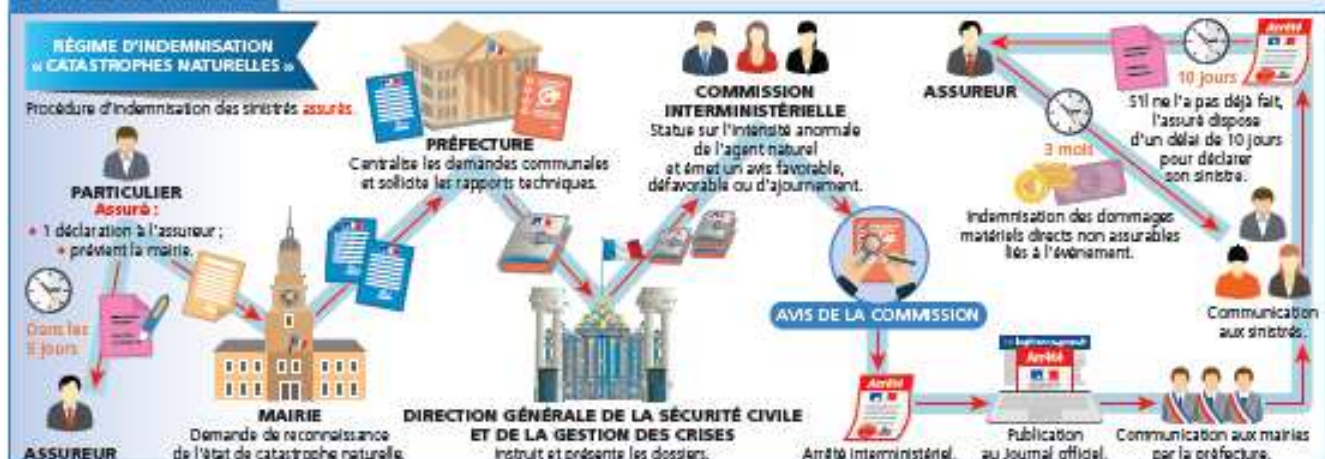 RÉGIME D'INDEMNISATION
« CATASTROPHES NATURELLES »
Procédure d'indemnisation des sinistrés assurés.
PARTICULIER
Assuré :
• 1 déclaration à l'assureur ;
• prévient la mairie.
Dans les
5 jours
ASSUREUR
MAIRIE
Demande de reconnaissance
de l'état de catastrophe naturelle.
PRÉFECTURE
Centralise les demandes communales
et sollicite les rapports techniques.
DIRECTION GÉNÉRALE DE LA SÉCURITÉ CIVILE
ET DE LA GESTION DES CRISES
Instruit et présente les dossiers.
COMMISSION
INTERMINISTÉRIELLE
Statue sur l'intensité anormale
de l'agent naturel
et émet un avis favorable,
défavorable ou d'ajournement.
AVIS DE LA COMMISSION
Arrêté
Arrêté interministériel.
Arrêté
Publication
au Journal officiel.
Communication aux mairies
par la préfecture.
Communication
aux sinistrés.
Arrêté
10 jours
S'il ne l'a pas déjà fait,
l'assuré dispose
d'un délai de 10 jours
pour déclarer
son sinistre.
ASSUREUR
3 mois
Indemnisation des dommages
matériels directs non assurables
liés à l'évènement.